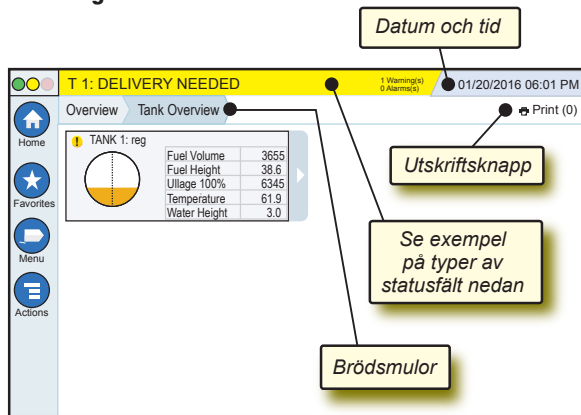 Datum och tid
T 1: DELIVERY NEEDED
1 Warning(s)
0 Alarms(s)
01/20/2016 06:01 PM
Overview
Tank Overview
Print (0)
Home
TANK 1: reg
Fuel Volume 3655
Fuel Height 38.6
Ullage 100% 6345
Temperature 61.9
Water Height 3.0
Utskriftsknapp
Favorites
Se exempel
på typer av
statusfält nedan
Menu
Actions
Brödsmulor